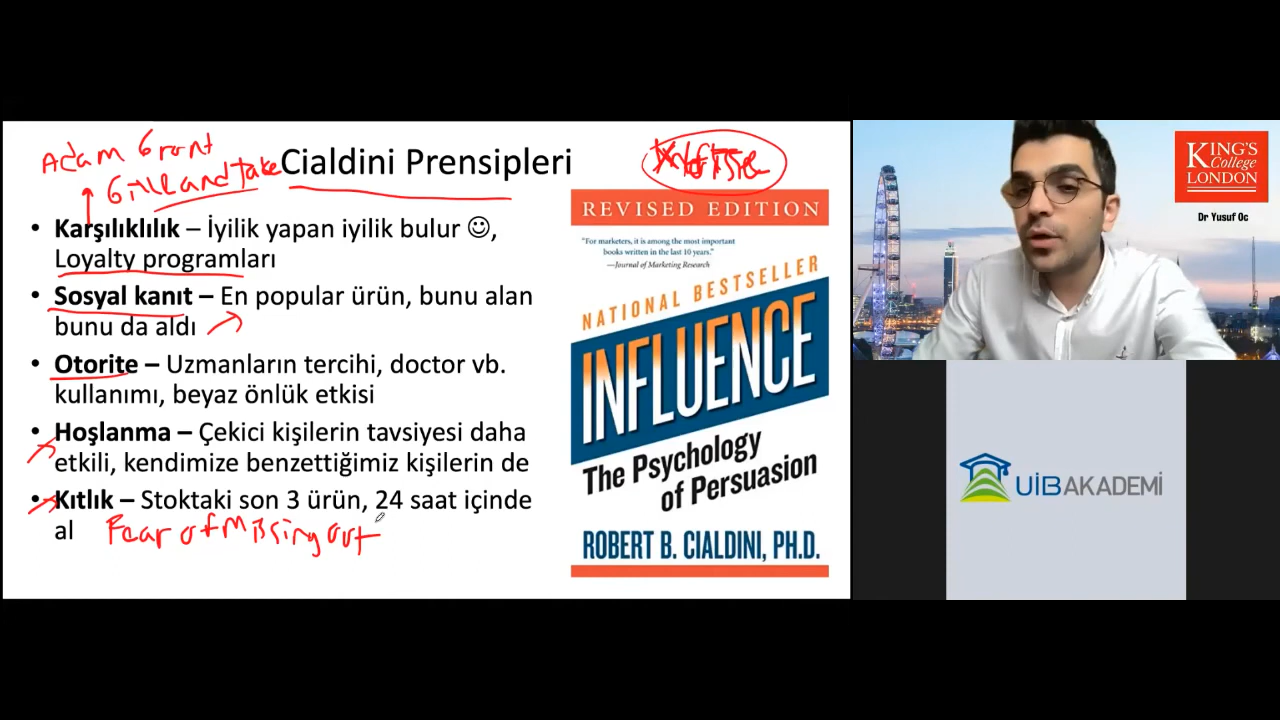 Adam Grant
Give and Take
Cialdini Prensipleri
• Karşılıklılık – İyilik yapan iyilik bulur ☺,
Loyalty programları
• Sosyal kanıt – En popular ürün, bunu alan
bunu da aldı
• Otorite – Uzmanların tercihi, doctor vb.
kullanımı, beyaz önlük etkisi
• Hoşlanma – Çekici kişilerin tavsiyesi daha
etkili, kendimize benzettiğimiz kişilerin de
• Kıtlık – Stoktaki son 3 ürün, 24 saat içinde
al
Fear of Missing out
REVISED EDITION
"For marketers, it is among the most important
books written in the last 10 years."
—Journal of Marketing Research
NATIONAL BESTSELLER
INFLUENCE
The Psychology
of Persuasion
ROBERT B. CIALDINI, PH.D.
KING'S
College
LONDON
Dr Yusuf Oc
UİB AKADEMİ